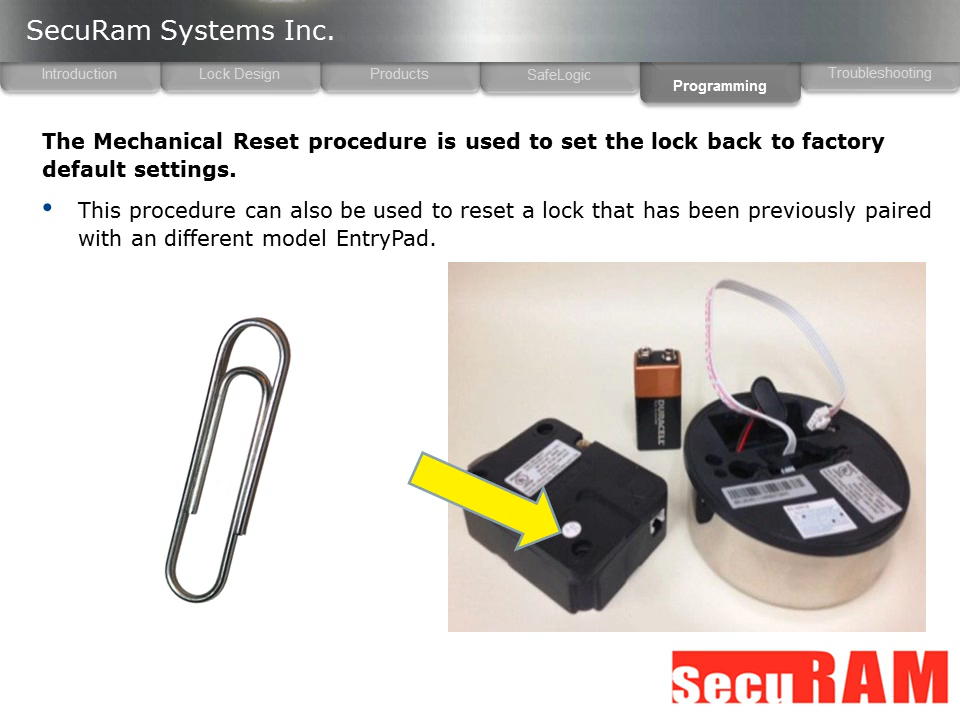 SecuRam Systems Inc.
Introduction
Lock Design
Products
SafeLogic
Programming
Troubleshooting
The Mechanical Reset procedure is used to set the lock back to factory
default settings.
• This procedure can also be used to reset a lock that has been previously paired
with an different model EntryPad.
DURACELL
SecuRAM